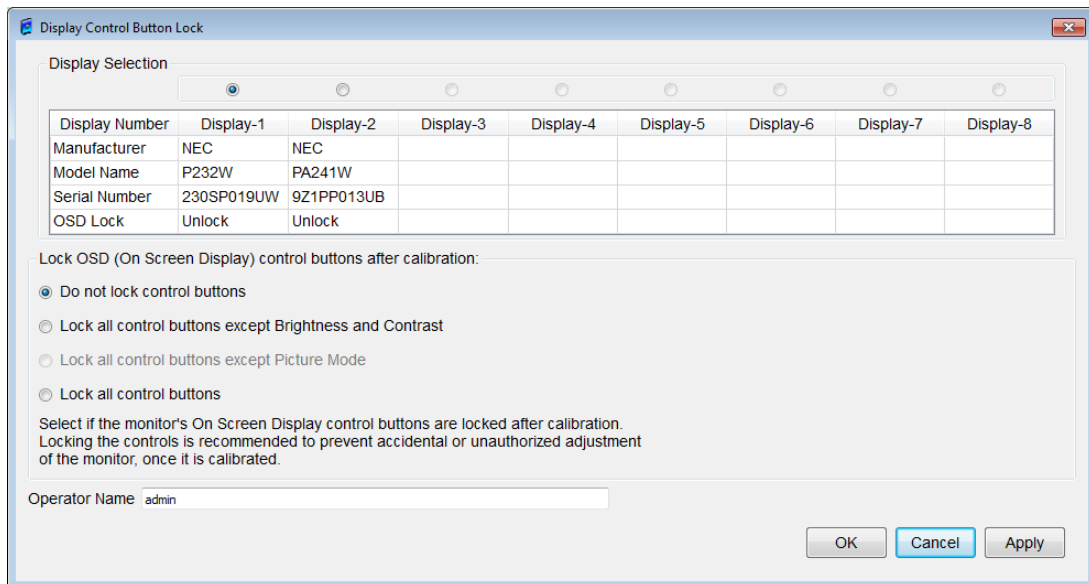 Display Control Button Lock
Display Selection
Display Number Display-1 Display-2 Display-3 Display-4 Display-5 Display-6 Display-7 Display-8
Manufacturer NEC NEC
Model Name P232W PA241W
Serial Number 230SP019UW 9Z1PP013UB
OSD Lock Unlock Unlock
Lock OSD (On Screen Display) control buttons after calibration:
Do not lock control buttons
Lock all control buttons except Brightness and Contrast
Lock all control buttons except Picture Mode
Lock all control buttons
Select if the monitor's On Screen Display control buttons are locked after calibration.
Locking the controls is recommended to prevent accidental or unauthorized adjustment
of the monitor, once it is calibrated.
Operator Name admin
OK Cancel Apply